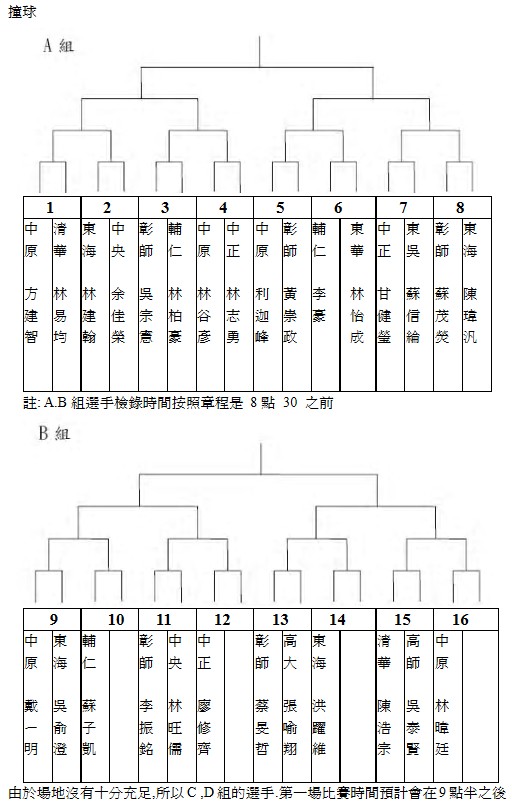 撞球
A 組
1 2 3 4 5 6 7 8
中原 方建智
清華 林易均
東海 林建翰
中央 余佳榮
彰師 吳宗憲
輔仁 林柏豪
中原 林谷彥
中正 林志勇
中原 利迦峰
彰師 黃崇政
輔仁 李豪
東華 林怡成
中正 甘健瑩
東吳 蘇信綸
彰師 蘇茂熒
東海 陳瑋汎
註: A.B 組選手檢錄時間按照章程是 8 點 30 之前
B 組
9 10 11 12 13 14 15 16
中原 戴一明
東海 吳俞澄
輔仁 蘇子凱
彰師 李振銘
中央 林旺儒
中正 廖修齊
彰師 蔡旻哲
高大 張喻翔
東海 洪躍維
清華 陳浩宗
高師 吳泰賢
中原 林暐廷
由於場地沒有十分充足,所以C ,D 組的選手.第一場比賽時間預計會在9點半之後